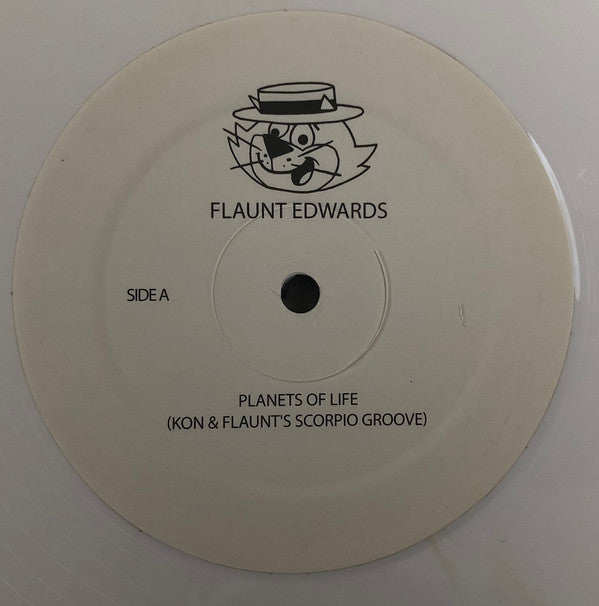 FLAUNT EDWARDS
SIDE A
PLANETS OF LIFE
(KON & FLAUNT'S SCORPIO GROOVE)